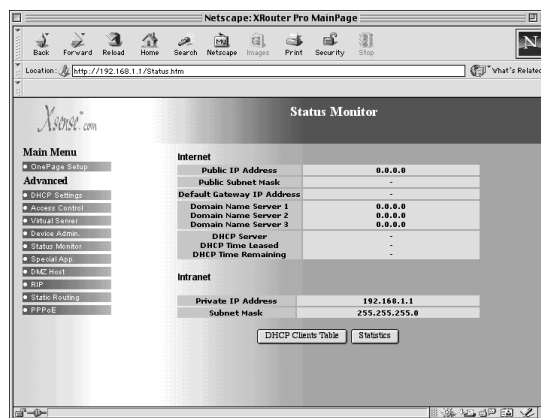 Netscape: XRouter Pro MainPage
Back Forward Reload Home Search Netscape Images Print Security Stop
N
Location: http://192.168.1.1/Status.htm What's Related
Xsense.com
Status Monitor
Main Menu
OnePage Setup
Advanced
DHCP Settings
Access Control
Virtual Server
Device Admin.
Status Monitor
Special App.
DMZ Host
RIP
Static Routing
PPPoE
Internet
Public IP Address 0.0.0.0
Public Subnet Mask -
Default Gateway IP Address -
Domain Name Server 1 0.0.0.0
Domain Name Server 2 0.0.0.0
Domain Name Server 3 0.0.0.0
DHCP Server -
DHCP Time Leased -
DHCP Time Remaining -
Intranet
Private IP Address 192.168.1.1
Subnet Mask 255.255.255.0
DHCP Clients Table Statistics